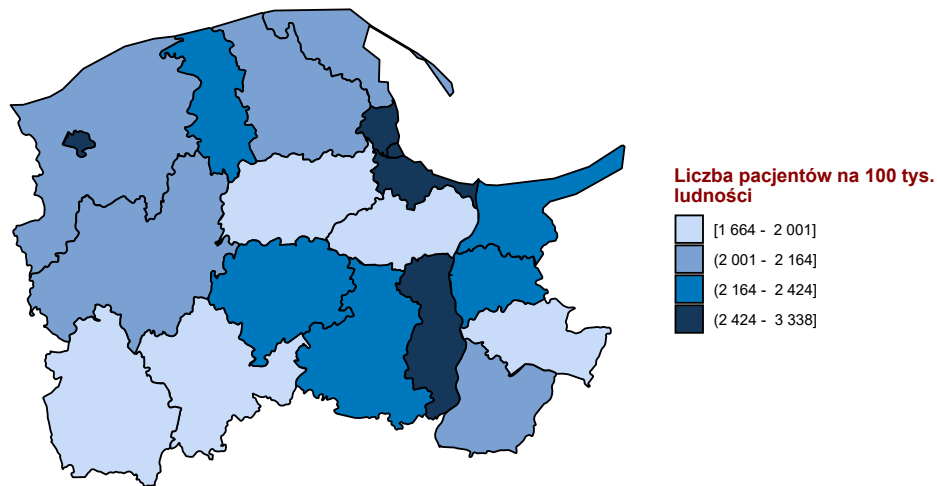 Liczba pacjentów na 100 tys.
ludności
[1 664 - 2 001]
(2 001 - 2 164]
(2 164 - 2 424]
(2 424 - 3 338]